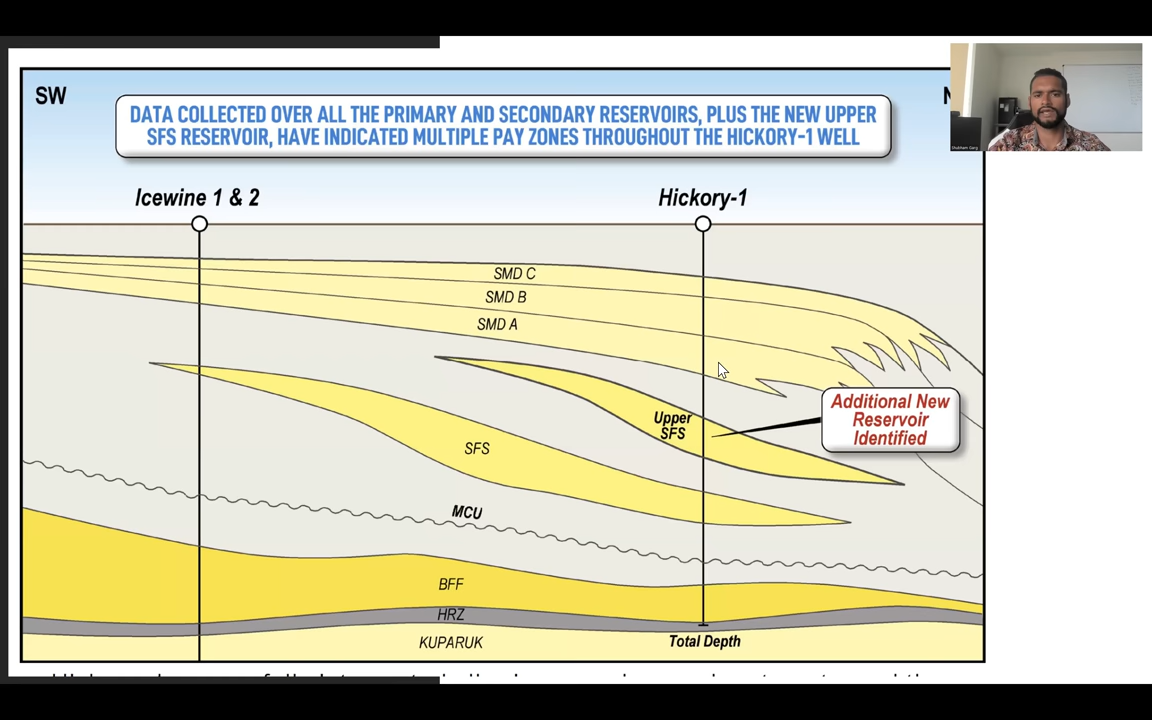 SW
DATA COLLECTED OVER ALL THE PRIMARY AND SECONDARY RESERVOIRS, PLUS THE NEW UPPER
SFS RESERVOIR, HAVE INDICATED MULTIPLE PAY ZONES THROUGHOUT THE HICKORY-1 WELL
Shubham Garg
Icewine 1 & 2
Hickory-1
SMD C
SMD B
SMD A
Upper
SFS
Additional New
Reservoir
Identified
SFS
MCU
BFF
HRZ
KUPARUK
Total Depth